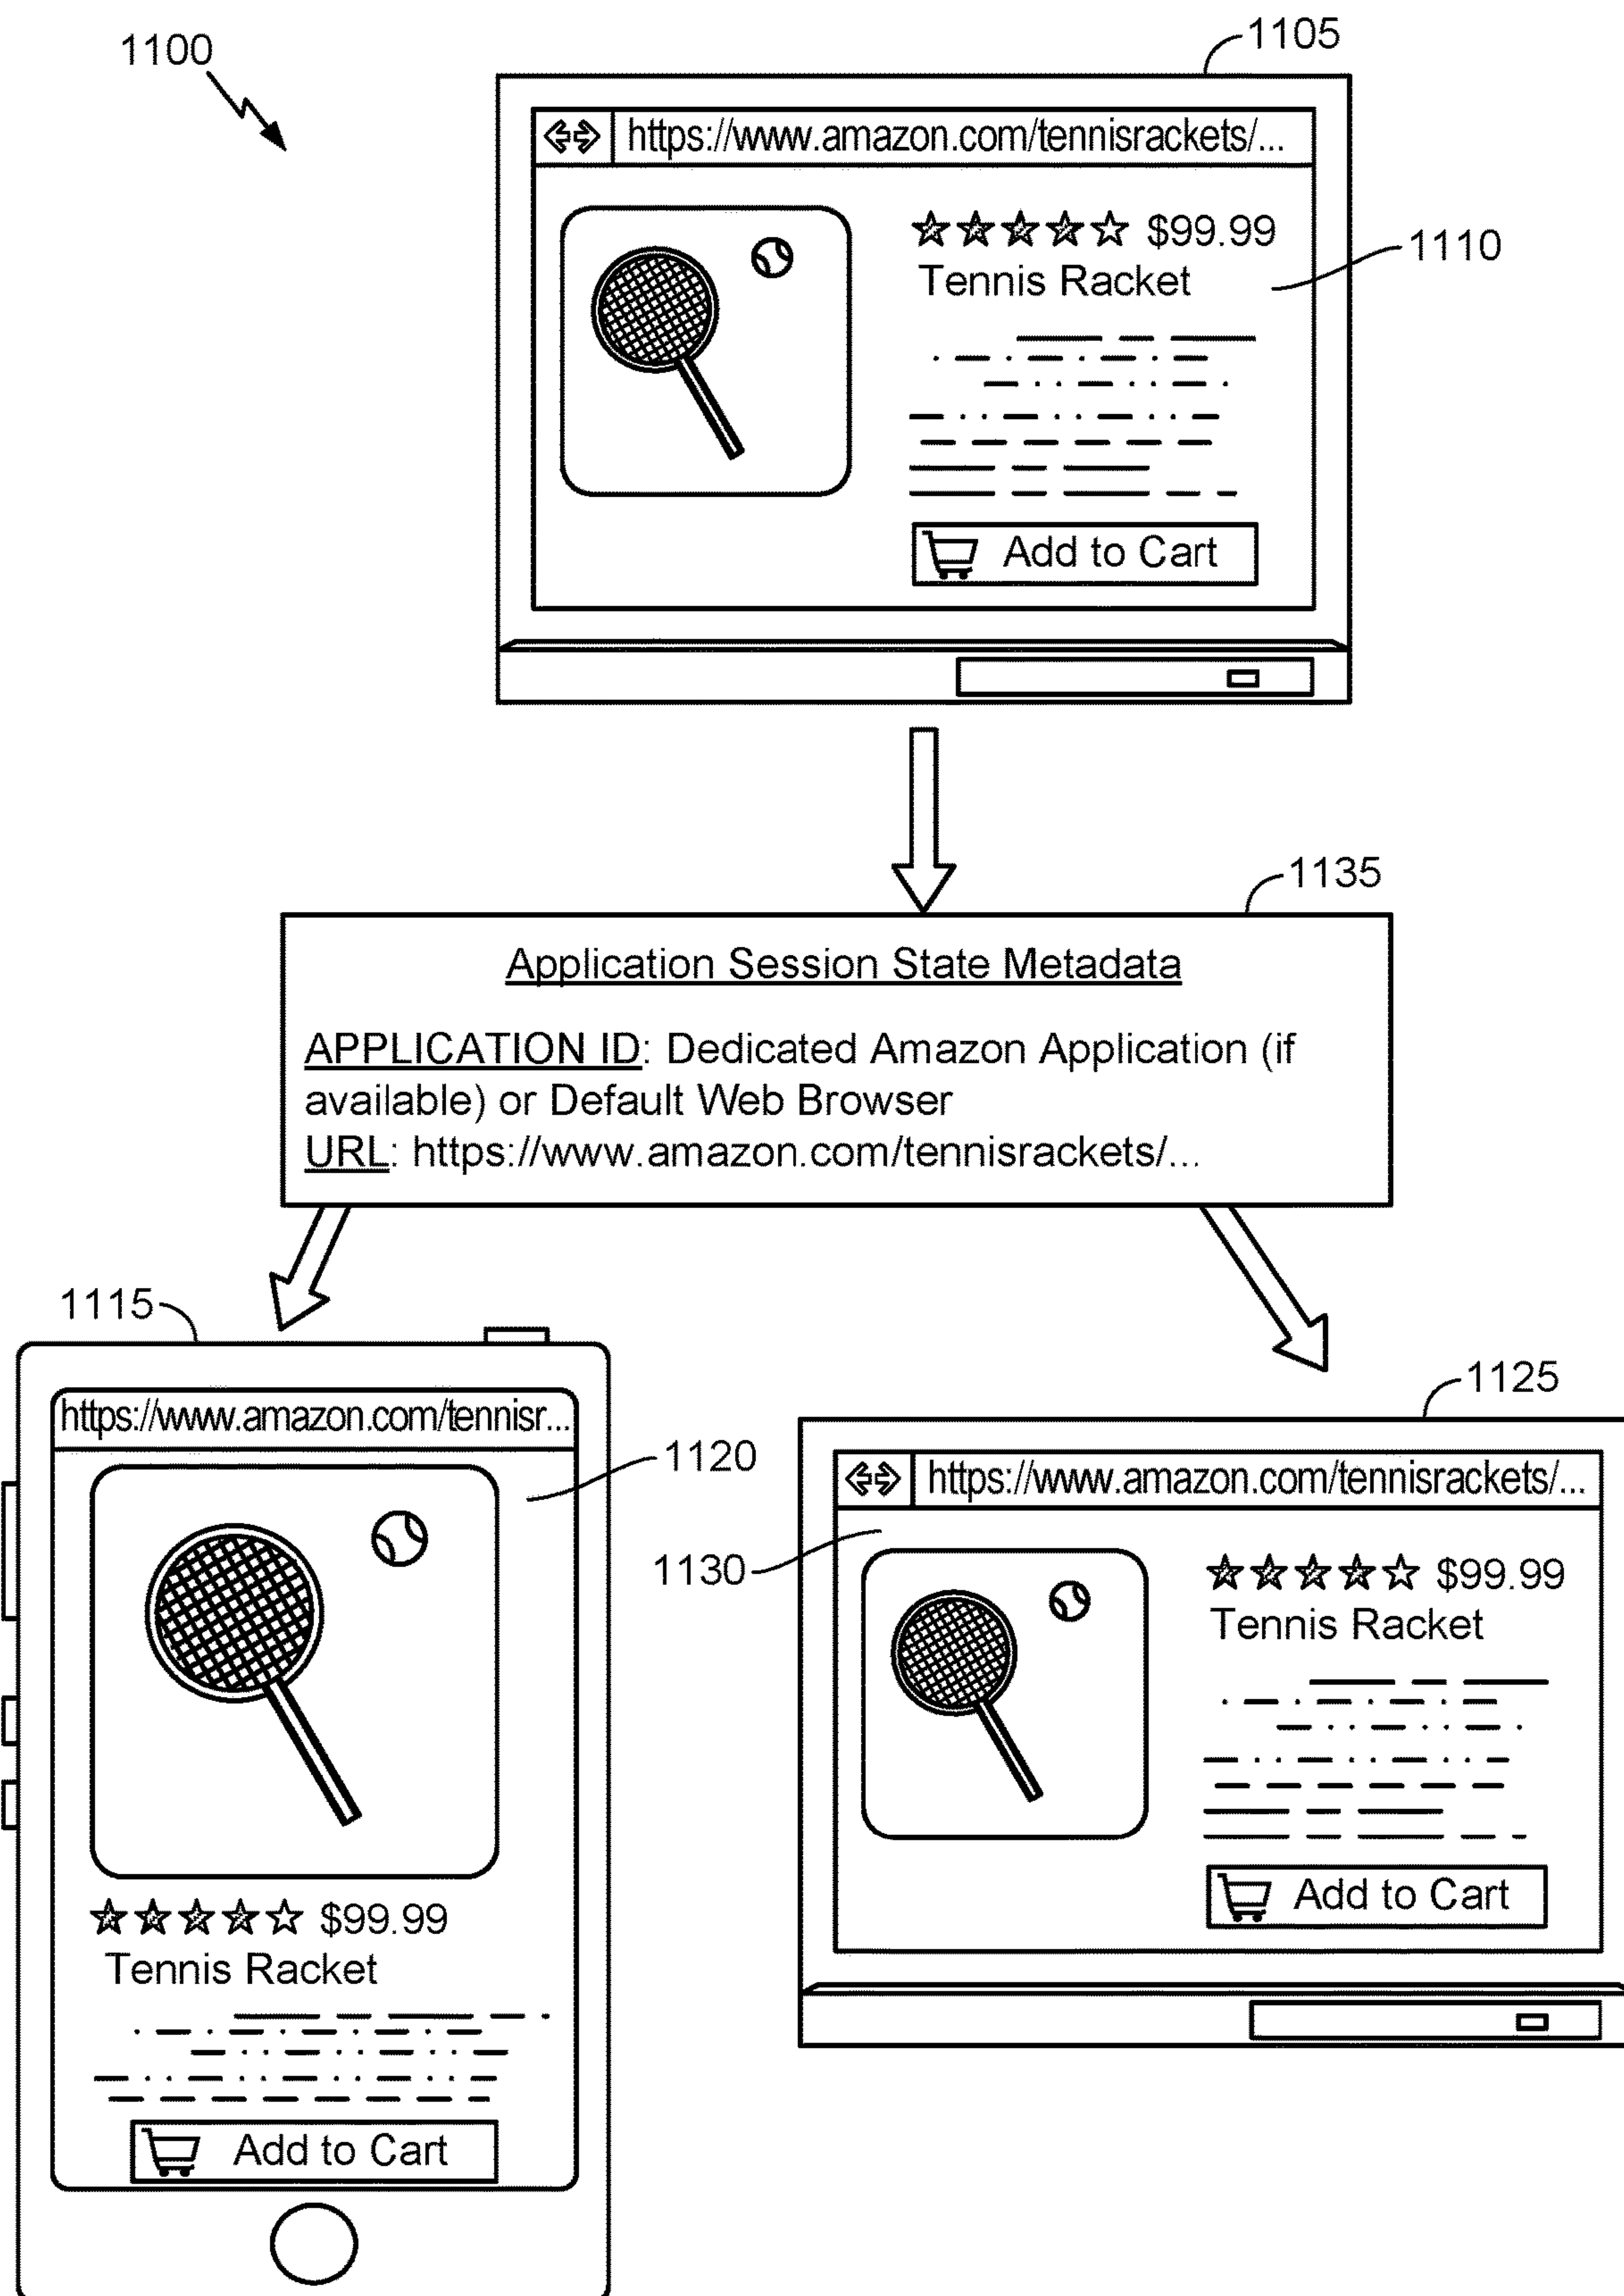 1100
1105
https://www.amazon.com/tennisrackets/...
$99.99
Tennis Racket
1110
Add to Cart
1135
Application Session State Metadata
APPLICATION ID: Dedicated Amazon Application (if
available) or Default Web Browser
URL: https://www.amazon.com/tennisrackets/...
1115
https://www.amazon.com/tennisr...
1120
$99.99
Tennis Racket
Add to Cart
1125
https://www.amazon.com/tennisrackets/...
1130
$99.99
Tennis Racket
Add to Cart